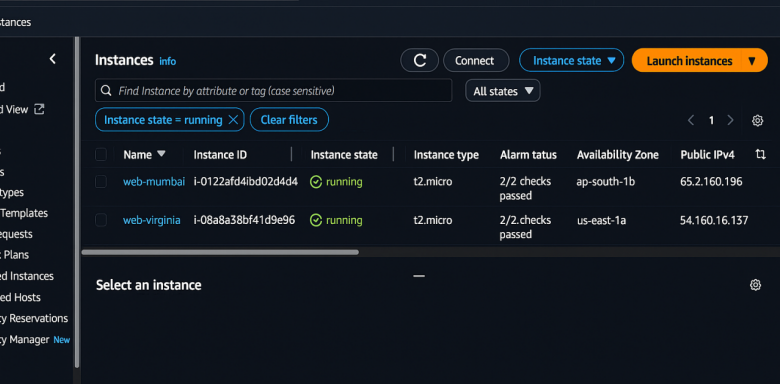 stances
Instances info Connect Instance state Launch instances
Find Instance by attribute or tag (case sensitive) All states
Instance state = running Clear filters 1
Name Instance ID Instance state Instance type Alarm tatus Availability Zone Public IPv4
web-mumbai i-0122afd4ibd02d4d4 running t2.micro 2/2 checks passed ap-south-1b 65.2.160.196
web-virginia i-08a8a38bf41d9e96 running t2.micro 2/2.checks passed us-east-1a 54.160.16.137
Select an instance
d
d View
s
s
types
Templates
equests
Plans
ed Instances
ed Hosts
ty Reservations
ty Manager New